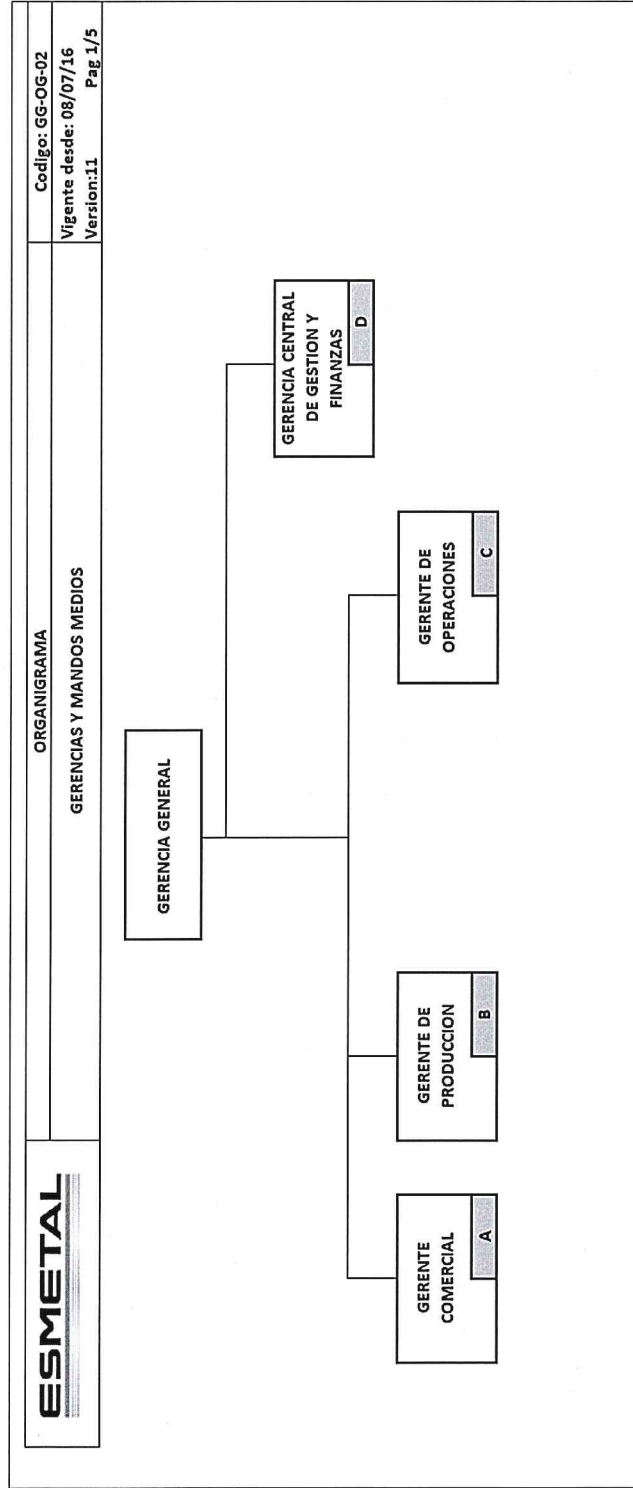 ESMETAL
ORGANIGRAMA
GERENCIAS Y MANDOS MEDIOS
Codigo: GG-OG-02
Vigente desde: 08/07/16
Version:11 Pag 1/5
GERENCIA GENERAL
GERENCIA CENTRAL
DE GESTION Y
FINANZAS
D
GERENTE
COMERCIAL
A
GERENTE DE
PRODUCCION
B
GERENTE DE
OPERACIONES
C